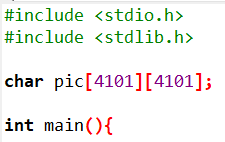 #include <stdio.h>
#include <stdlib.h>
char pic[4101][4101];
int main(){